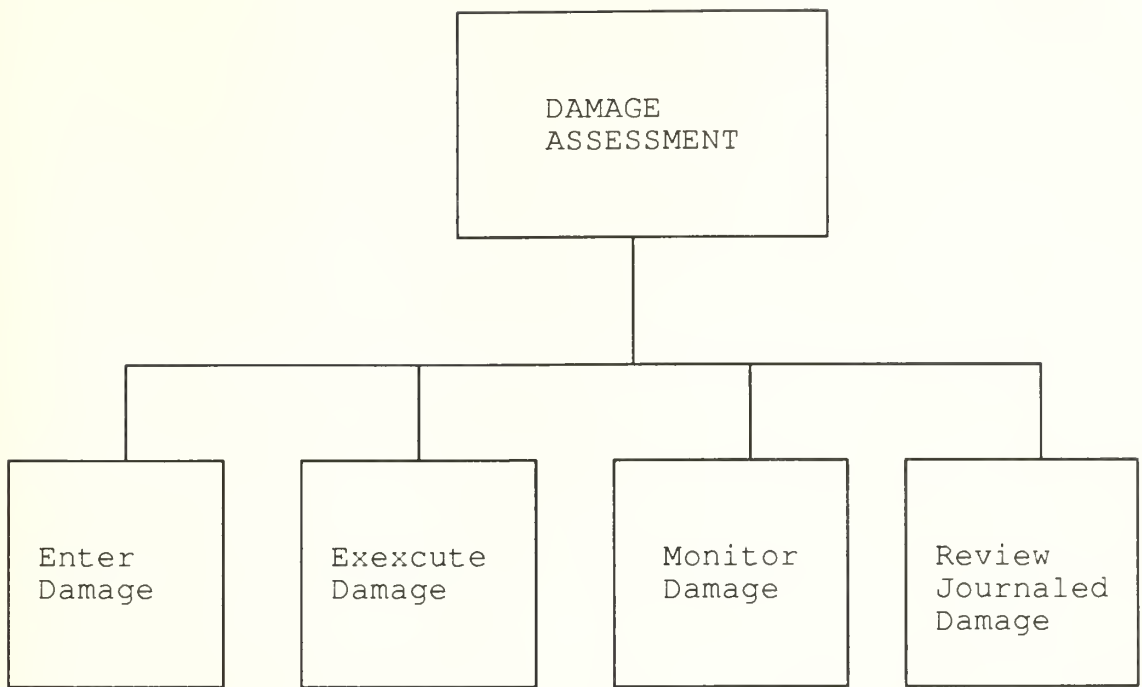 DAMAGE
ASSESSMENT
Enter
Damage
Exexcute
Damage
Monitor
Damage
Review
Journaled
Damage